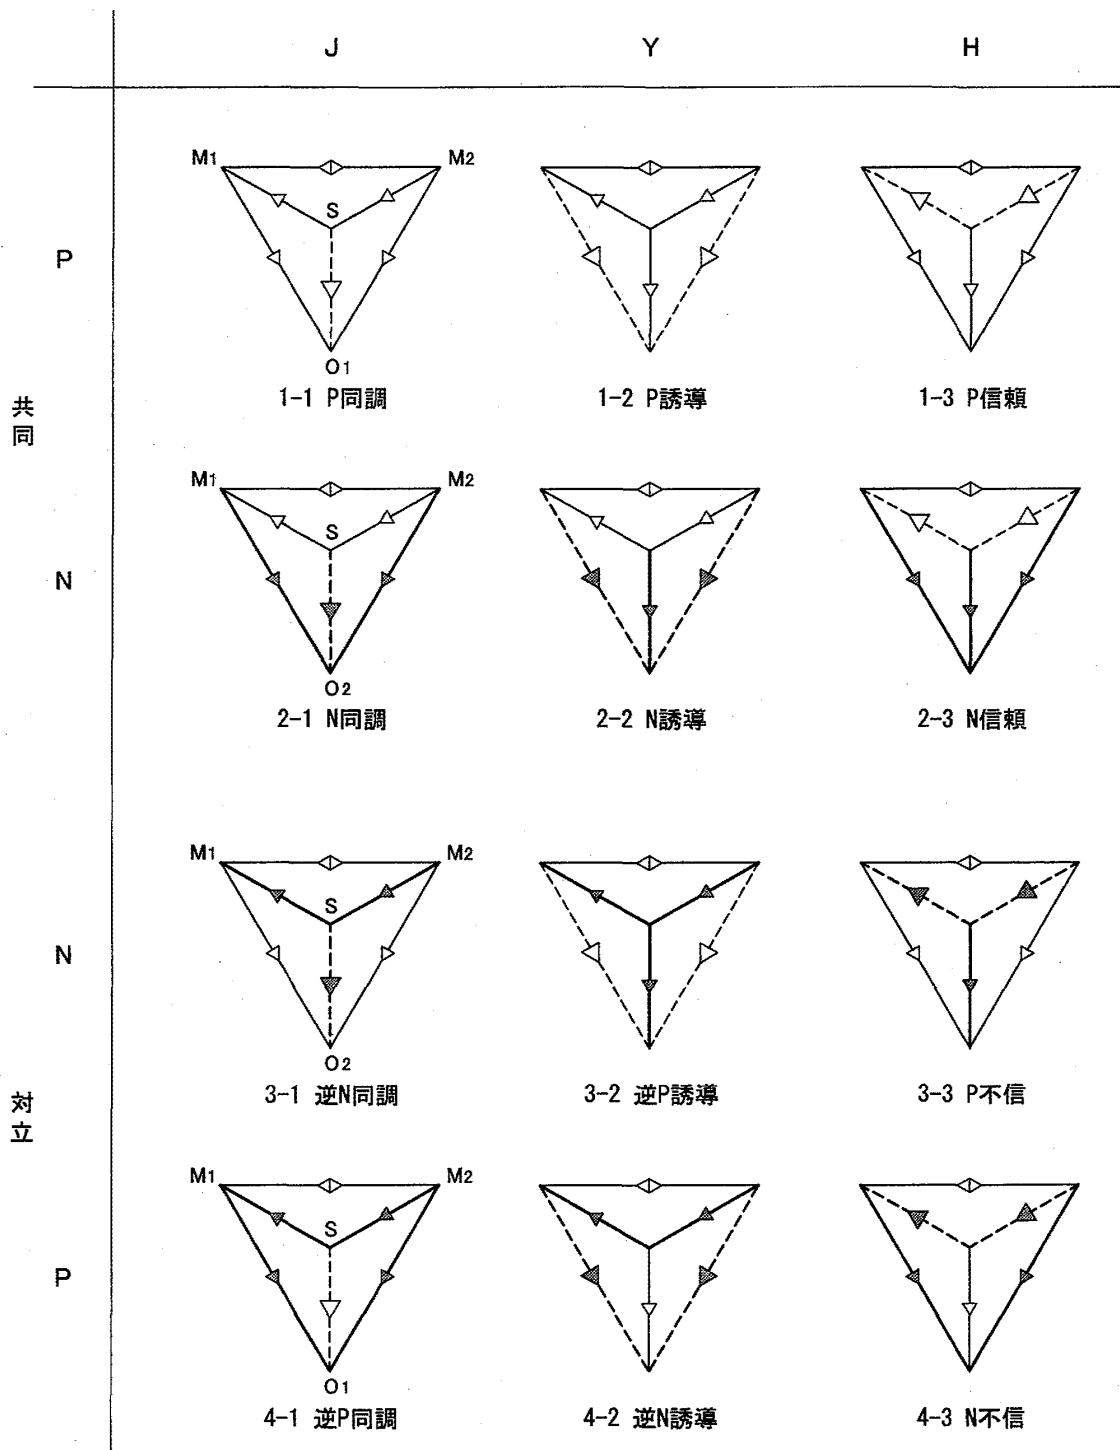 J Y H
M1 M2
S
P
O1
1-1 P同調 1-2 P誘導 1-3 P信頼
共同
M1 M2
S
N
O2
2-1 N同調 2-2 N誘導 2-3 N信頼
M1 M2
S
N
O2
3-1 逆N同調 3-2 逆P誘導 3-3 P不信
対立
M1 M2
S
P
O1
4-1 逆P同調 4-2 逆N誘導 4-3 N不信